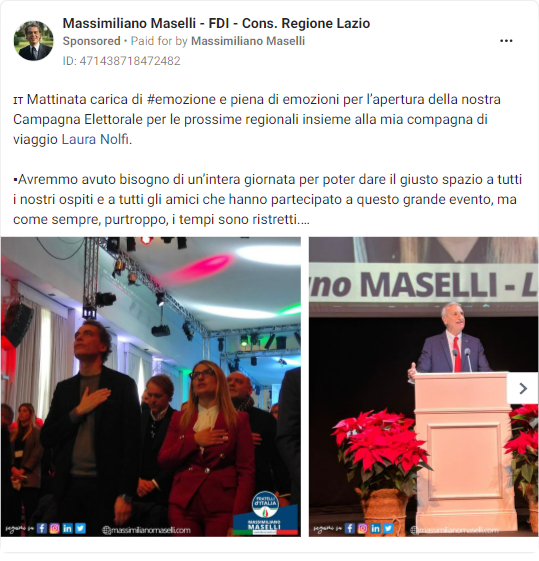 Massimiliano Maselli - FDI - Cons. Regione Lazio
Sponsored • Paid for by Massimiliano Maselli
ID: 471438718472482
IT Mattinata carica di #emozione e piena di emozioni per l'apertura della nostra
Campagna Elettorale per le prossime regionali insieme alla mia compagna di
viaggio Laura Nolfi.
▪Avremmo avuto bisogno di un'intera giornata per poter dare il giusto spazio a tutti
i nostri ospiti e a tutti gli amici che hanno partecipato a questo grande evento, ma
come sempre, purtroppo, i tempi sono ristretti.…
no MASELLI - L
FRATELLI
d'ITALIA
MASSIMILIANO
MASELLI
seguimi su
@massimilianomaselli.com
seguimi su
@massimilianomaselli.com